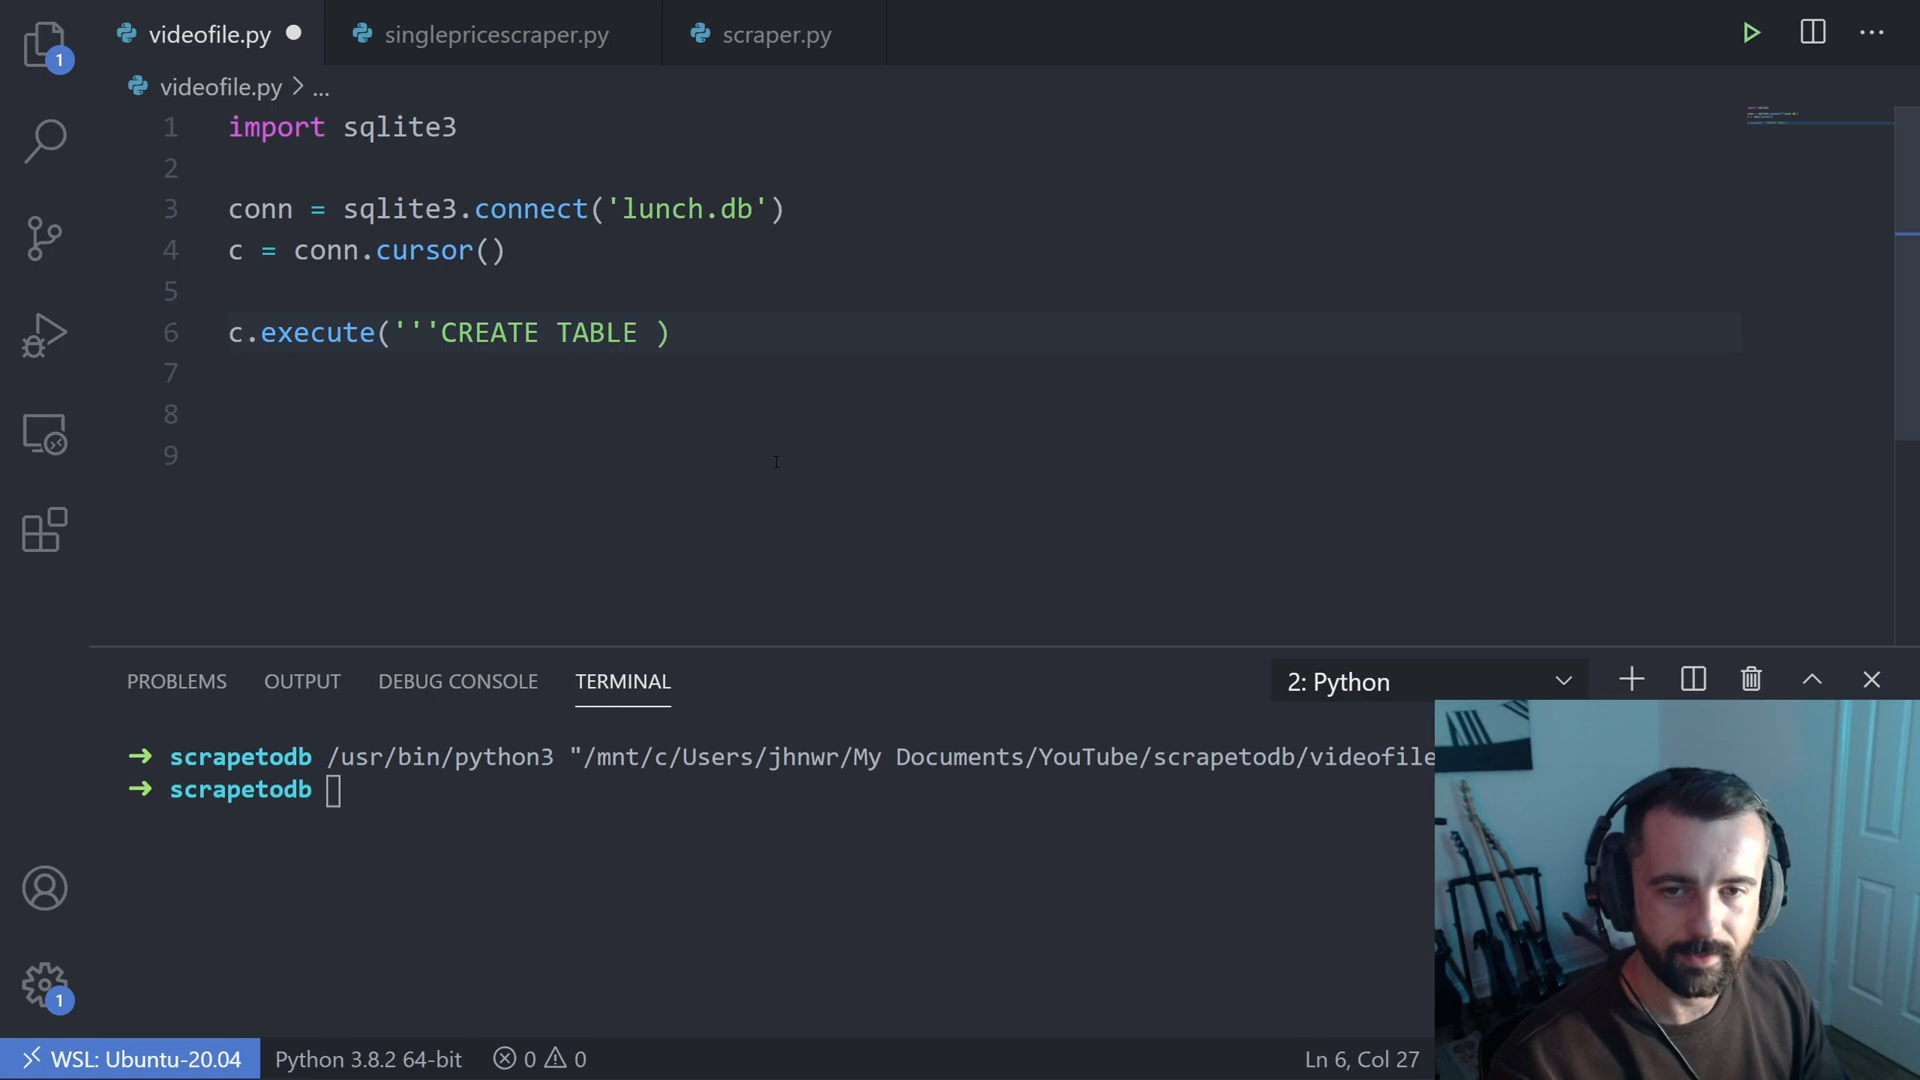 1
videofile.py
singlepricescraper.py
scraper.py
videofile.py > ...
1 import sqlite3
2
3 conn = sqlite3.connect('lunch.db')
4 c = conn.cursor()
5
6 c.execute('''CREATE TABLE )
7
8
9
PROBLEMS OUTPUT DEBUG CONSOLE TERMINAL 2: Python
→ scrapetodb /usr/bin/python3 "/mnt/c/Users/jhnwr/My Documents/YouTube/scrapetodb/videofile
→ scrapetodb
1
WSL: Ubuntu-20.04 Python 3.8.2 64-bit 0 0 Ln 6, Col 27